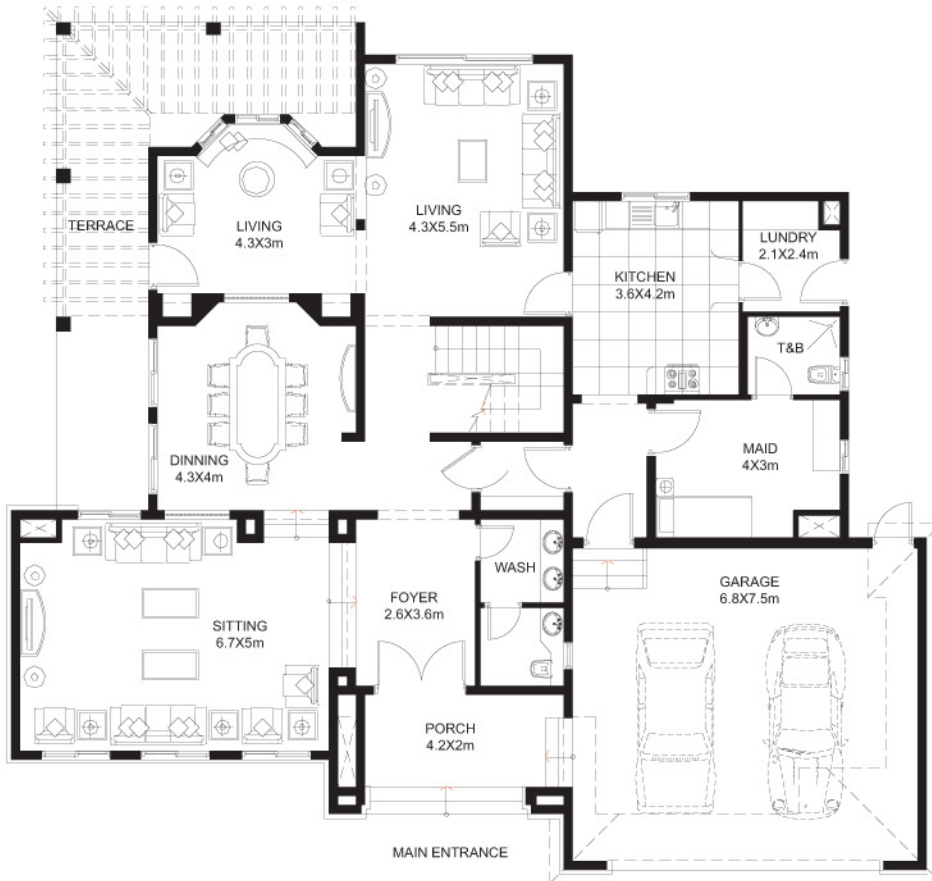 TERRACE
LIVING
4.3X3m
LIVING
4.3X5.5m
LUNDRY
2.1X2.4m
KITCHEN
3.6X4.2m
T&B
DINNING
4.3X4m
MAID
4X3m
WASH
GARAGE
6.8X7.5m
FOYER
2.6X3.6m
SITTING
6.7X5m
PORCH
4.2X2m
MAIN ENTRANCE